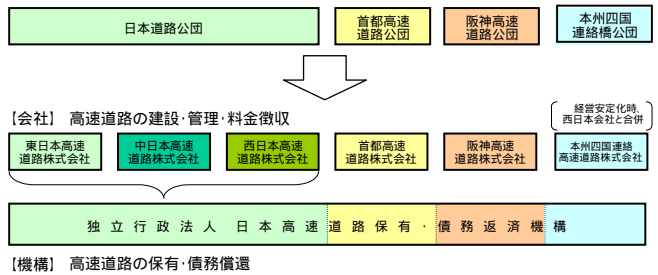 日本道路公団
首都高速
道路公団
阪神高速
道路公団
本州四国
連絡橋公団
【会社】 高速道路の建設・管理・料金徴収
経営安定化時、
西日本会社と合併
東日本高速
道路株式会社
中日本高速
道路株式会社
西日本高速
道路株式会社
首都高速
道路株式会社
阪神高速
道路株式会社
本州四国連絡
高速道路株式会社
独立行政法人 日本高速道路保有・債務返済機構
【機構】 高速道路の保有・債務償還